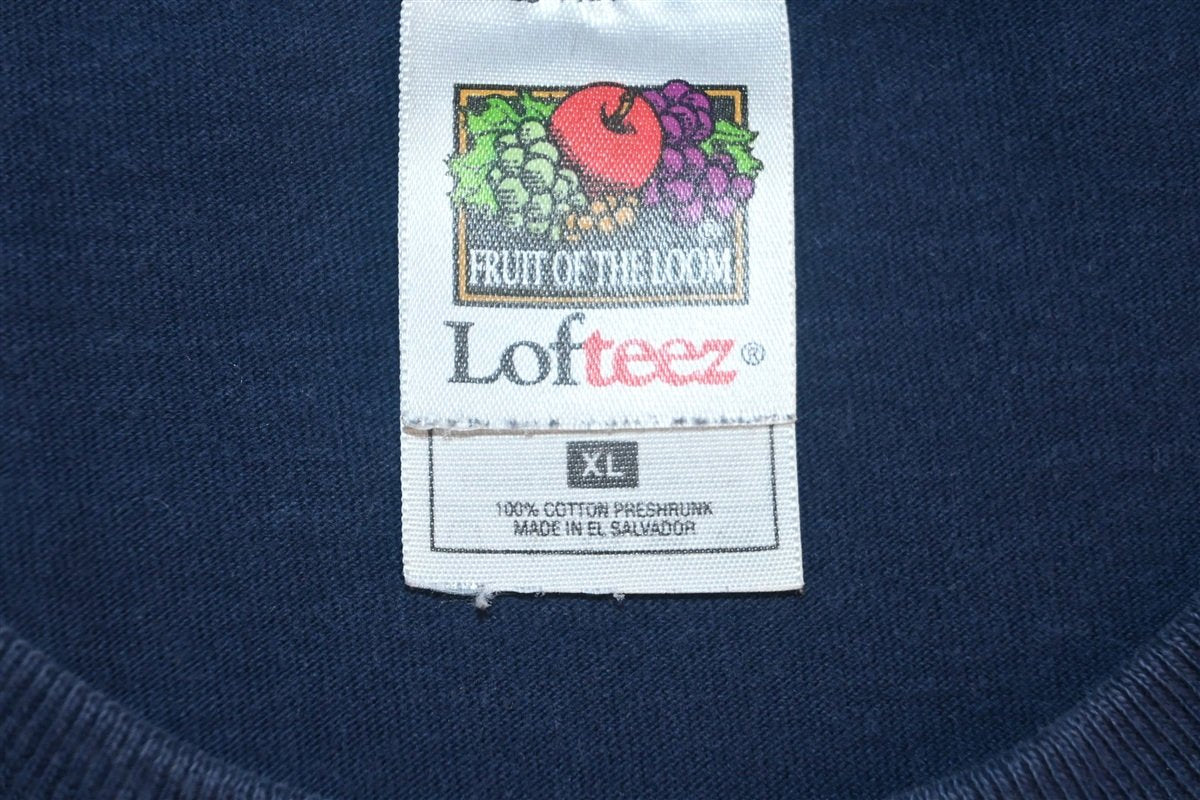 FRUIT OF THE LOOM
®
Lofteez®
XL
100% COTTON PRESHRUNK
MADE IN EL SALVADOR